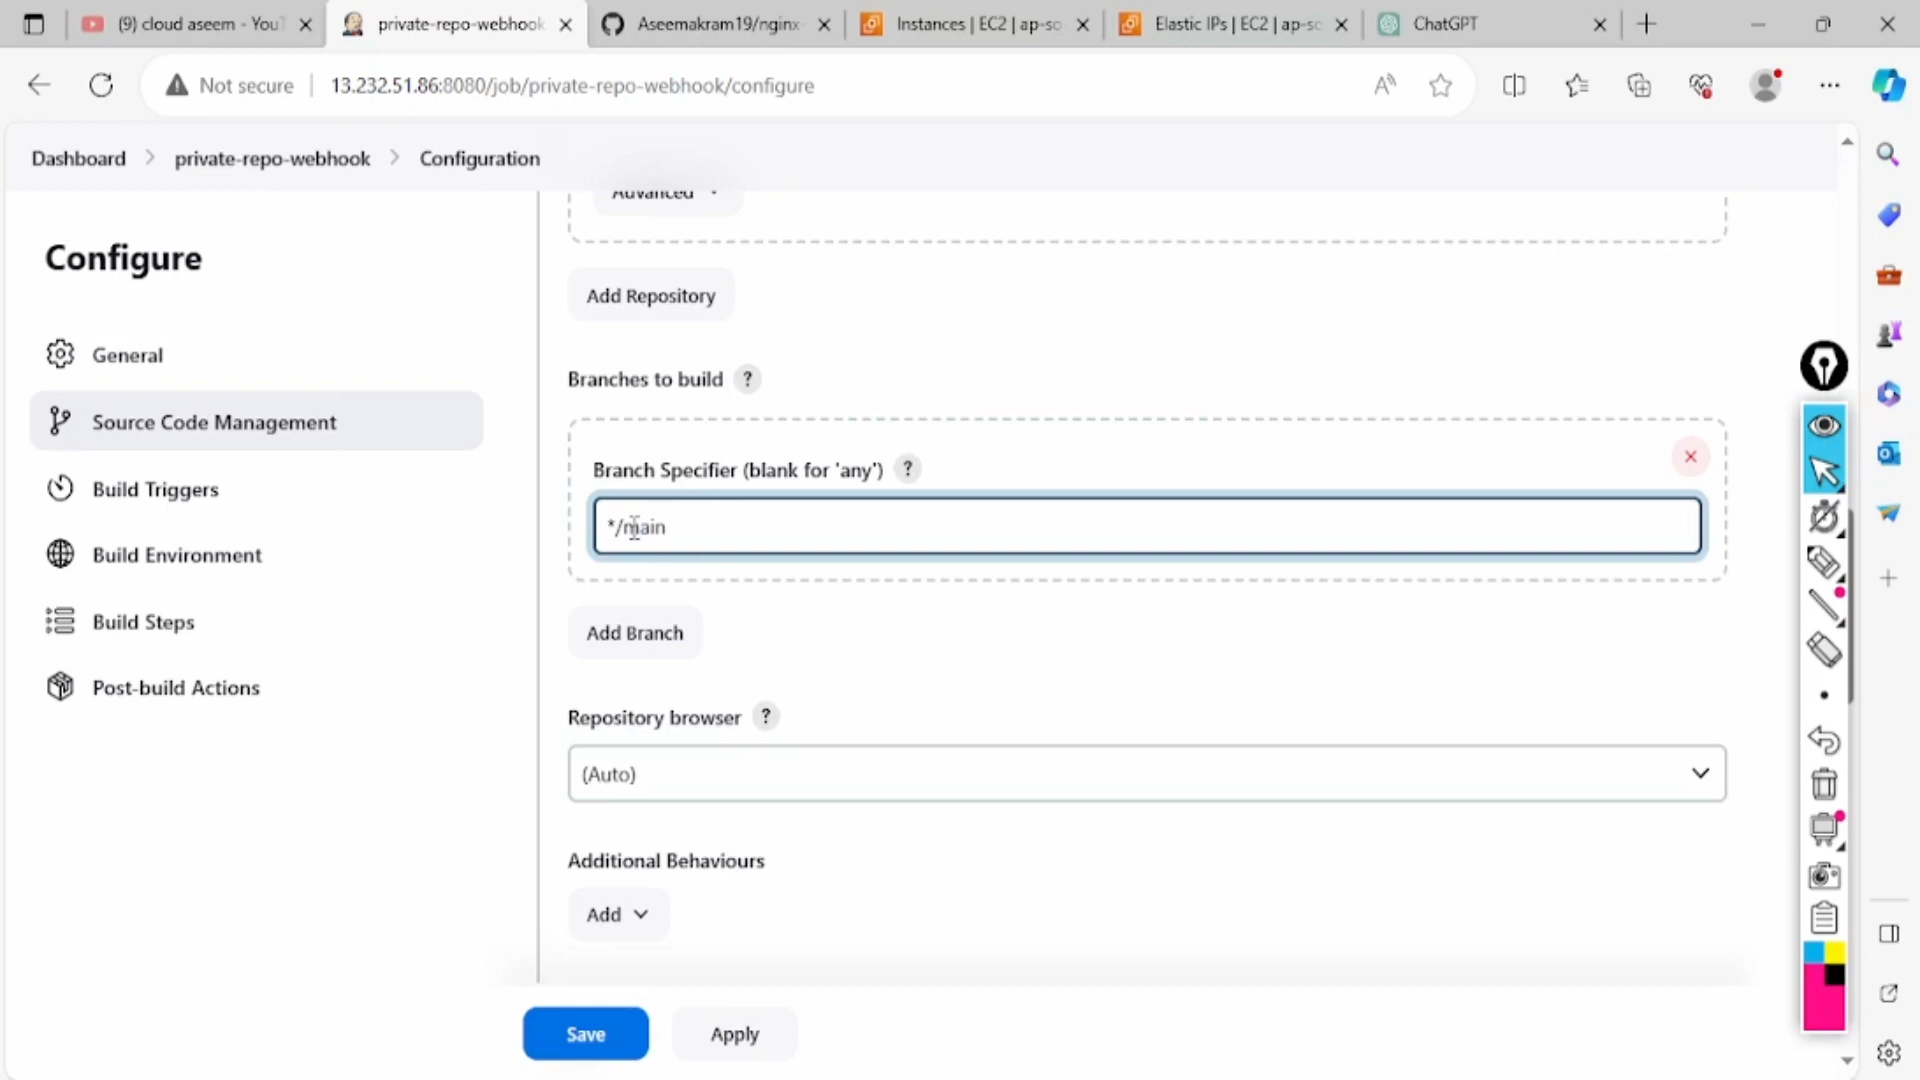 (9) cloud aseem - YouT
private-repo-webhook
Aseemakram19/nginx-
Instances | EC2 | ap-so
Elastic IPs | EC2 | ap-so
ChatGPT
Not secure
13.232.51.86:8080/job/private-repo-webhook/configure
Dashboard
private-repo-webhook
Configuration
Configure
General
Source Code Management
Build Triggers
Build Environment
Build Steps
Post-build Actions
Advanced
Add Repository
Branches to build ?
Branch Specifier (blank for 'any') ?
*/main
Add Branch
Repository browser ?
(Auto)
Additional Behaviours
Add
Save
Apply